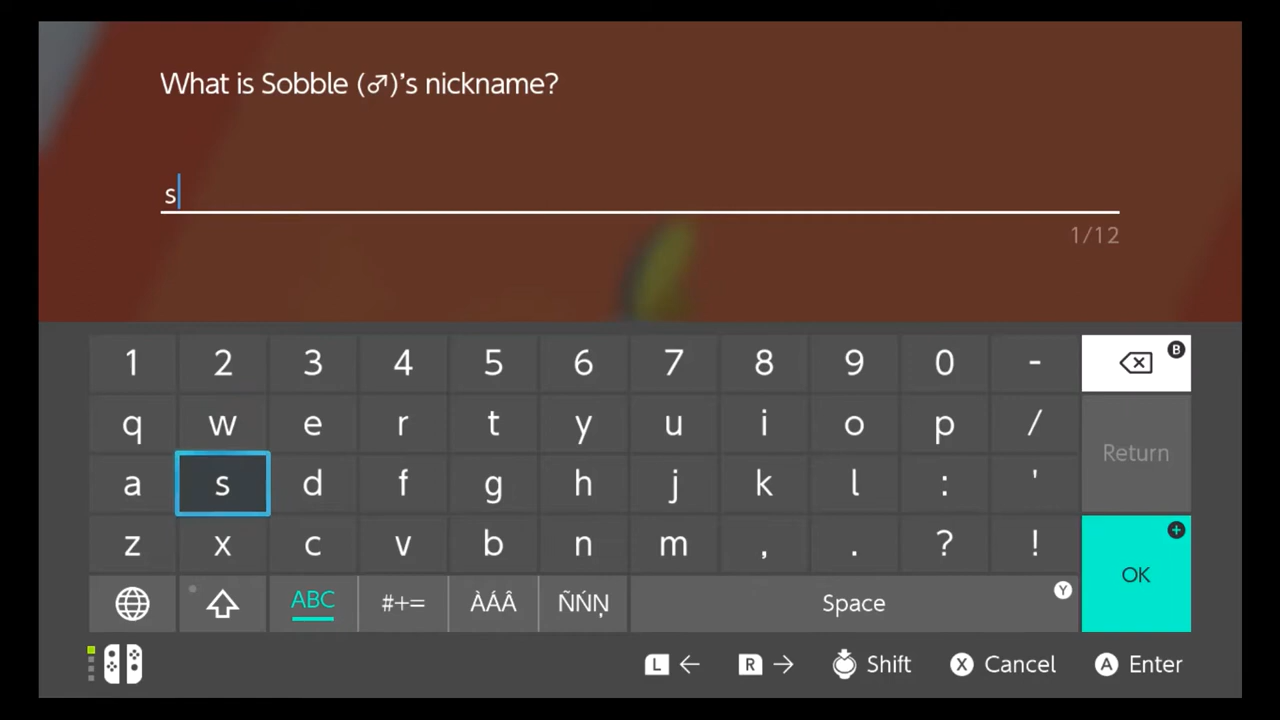 What is Sobble (♂)'s nickname?
s
1/12
1 2 3 4 5 6 7 8 9 0 -
B
q w e r t y u i o p /
Return
a s d f g h j k l : '
z x c v b n m , . ? !
+
OK
ABC #+= ÀÁÂ ÑŃŅ Space Y
L ← R → Shift X Cancel A Enter